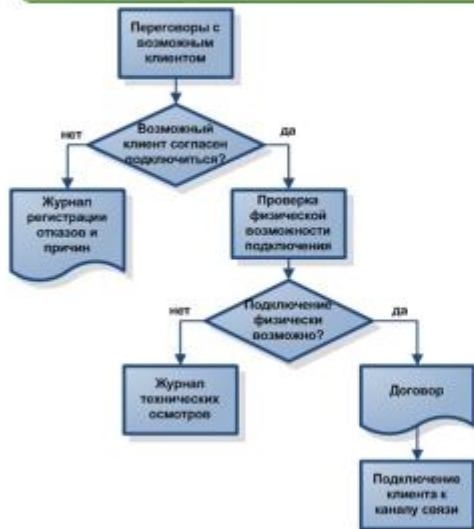 Переговоры с
возможным
клиентом
Возможный
клиент согласен
подключиться?
нет
да
Журнал
регистрации
отказов и
причин
Проверка
физической
возможности
подключения
Подключение
физически
возможно?
нет
да
Журнал
технических
осмотров
Договор
Подключение
клиента к
каналу связи